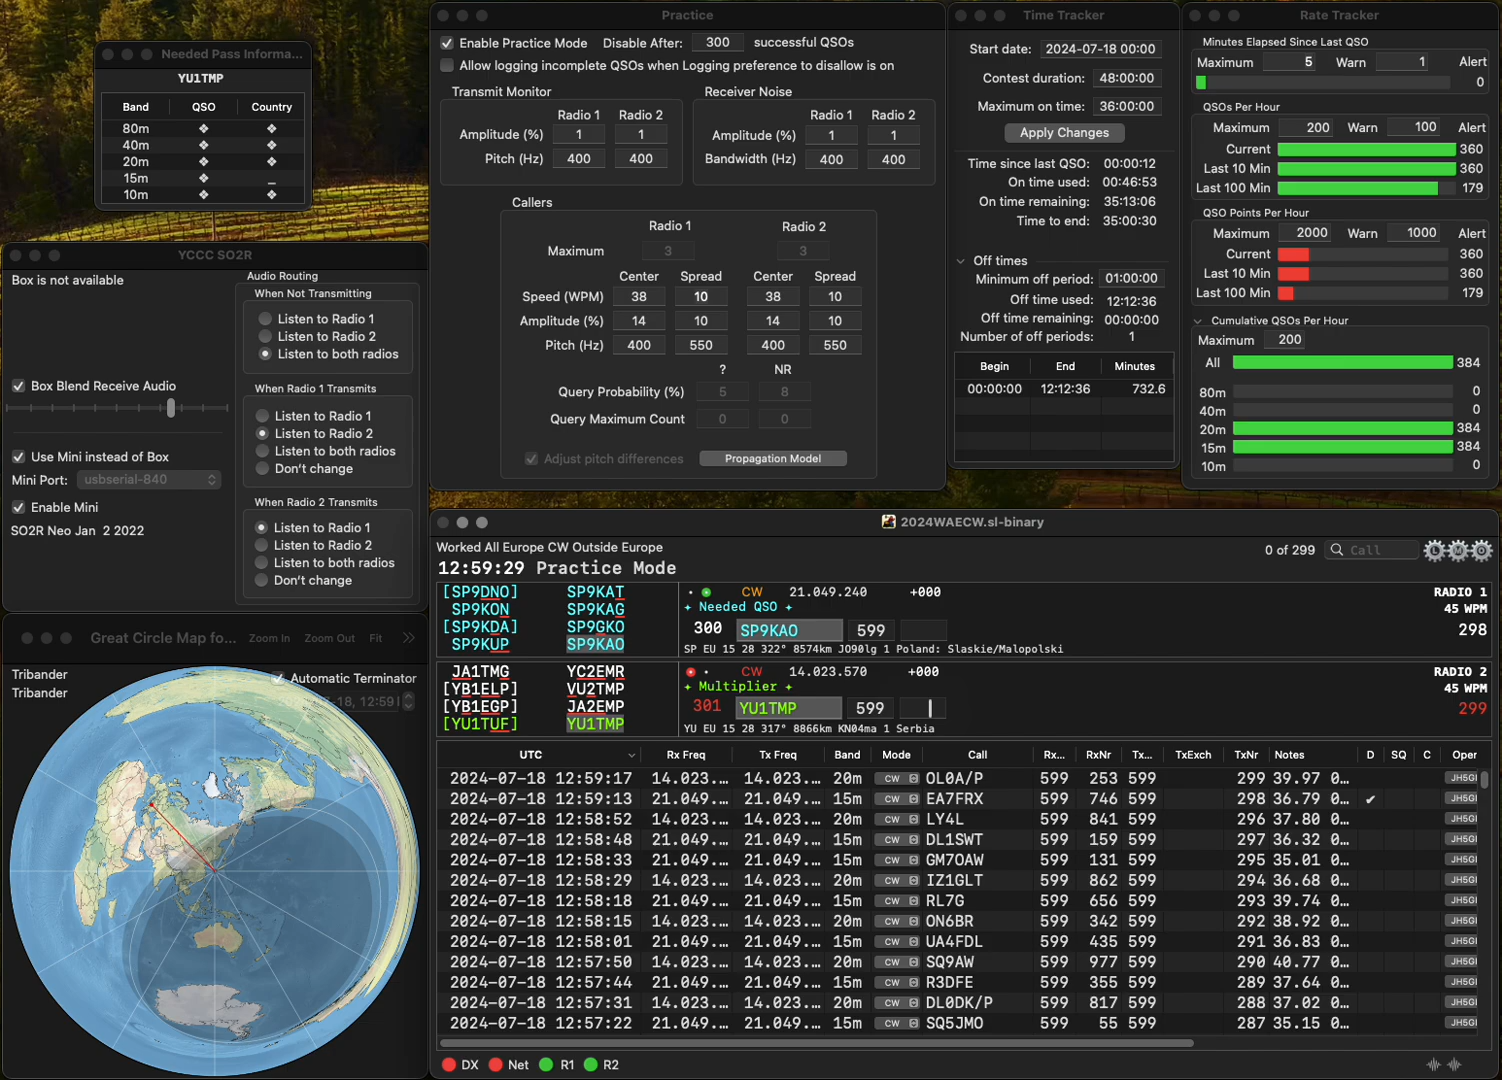 Needed Pass Informa...
YU1TMP
Band QSO Country
80m ❖ ❖
40m ❖ ❖
20m ❖ ❖
15m ❖ _
10m ❖ ❖
YCCC SO2R
Box is not available
Box Blend Receive Audio
Use Mini instead of Box
Mini Port: usbserial-840
Enable Mini
SO2R Neo Jan 2 2022
Audio Routing
When Not Transmitting
Listen to Radio 1
Listen to Radio 2
Listen to both radios
When Radio 1 Transmits
Listen to Radio 1
Listen to Radio 2
Listen to both radios
Don't change
When Radio 2 Transmits
Listen to Radio 1
Listen to Radio 2
Listen to both radios
Don't change
Great Circle Map fo... Zoom In Zoom Out Fit
Tribander
Tribander
Automatic Terminator
Practice
Enable Practice Mode Disable After: 300 successful QSOs
Allow logging incomplete QSOs when Logging preference to disallow is on
Transmit Monitor
Radio 1 Radio 2
Amplitude (%) 1 1
Pitch (Hz) 400 400
Receiver Noise
Radio 1 Radio 2
Amplitude (%) 1 1
Bandwidth (Hz) 400 400
Callers
Radio 1 Radio 2
Maximum 3 3
Center Spread Center Spread
Speed (WPM) 38 10 38 10
Amplitude (%) 14 10 14 10
Pitch (Hz) 400 550 400 550
? NR
Query Probability (%) 5 8
Query Maximum Count 0 0
Adjust pitch differences Propagation Model
Time Tracker
Start date: 2024-07-18 00:00
Contest duration: 48:00:00
Maximum on time: 36:00:00
Apply Changes
Time since last QSO: 00:00:12
On time used: 00:46:53
On time remaining: 35:13:06
Time to end: 35:00:30
Off times
Minimum off period: 01:00:00
Off time used: 12:12:36
Off time remaining: 00:00:00
Number of off periods: 1
Begin End Minutes
00:00:00 12:12:36 732.6
Rate Tracker
Minutes Elapsed Since Last QSO
Maximum 5 Warn 1 Alert
0
QSOs Per Hour
Maximum 200 Warn 100 Alert
Current 360
Last 10 Min 360
Last 100 Min 179
QSO Points Per Hour
Maximum 2000 Warn 1000 Alert
Current 360
Last 10 Min 360
Last 100 Min 179
Cumulative QSOs Per Hour
Maximum 200
All 384
80m 0
40m 0
20m 384
15m 384
10m 0
2024WAECW.sl-binary
Worked All Europe CW Outside Europe 0 of 299 Call
12:59:29 Practice Mode
[SP9DNO] SP9KAT
SP9KON SP9KAG
[SP9KDA] SP9GKO
SP9KUP SP9KAO
CW 21.049.240 +000 RADIO 1
✦ Needed QSO ✦ 45 WPM
300 SP9KAO 599 298
SP EU 15 28 322° 8574km JO90lg 1 Poland: Slaskie/Malopolski
JA1TMG YC2EMR
[YB1ELP] VU2TMP
[YB1EGP] JA2EMP
[YU1TUF] YU1TMP
CW 14.023.570 +000 RADIO 2
✦ Multiplier ✦ 45 WPM
301 YU1TMP 599 299
YU EU 15 28 317° 8866km KN04ma 1 Serbia
UTC Rx Freq Tx Freq Band Mode Call Rx... RxNr Tx... TxExch TxNr Notes D SQ C Oper
2024-07-18 12:59:17 14.023.... 14.023.... 20m CW OL0A/P 599 253 599 299 39.97 0... JH5G
2024-07-18 12:59:13 21.049.... 21.049.... 15m CW EA7FRX 599 746 599 298 36.79 0... ✔ JH5G
2024-07-18 12:58:52 21.049.... 21.049.... 15m CW LY4L 599 841 599 296 37.80 0... JH5G
2024-07-18 12:58:48 21.049.... 21.049.... 15m CW DL1SWT 599 159 599 297 36.32 0... JH5G
2024-07-18 12:58:33 21.049.... 21.049.... 15m CW GM7OAW 599 131 599 295 35.01 0... JH5G
2024-07-18 12:58:29 14.023.... 14.023.... 20m CW IZ1GLT 599 862 599 294 36.68 0... JH5G
2024-07-18 12:58:18 21.049.... 21.049.... 15m CW RL7G 599 656 599 293 39.74 0... JH5G
2024-07-18 12:58:15 14.023.... 14.023.... 20m CW ON6BR 599 342 599 292 38.92 0... JH5G
2024-07-18 12:58:01 21.049.... 21.049.... 15m CW UA4FDL 599 435 599 291 36.83 0... JH5G
2024-07-18 12:57:50 14.023.... 14.023.... 20m CW SQ9AW 599 977 599 290 40.77 0... JH5G
2024-07-18 12:57:44 21.049.... 21.049.... 15m CW R3DFE 599 355 599 289 37.64 0... JH5G
2024-07-18 12:57:31 14.023.... 14.023.... 20m CW DL0DK/P 599 817 599 288 37.02 0... JH5G
2024-07-18 12:57:22 21.049.... 21.049.... 15m CW SQ5JMO 599 55 599 287 35.15 0... JH5G
DX Net R1 R2